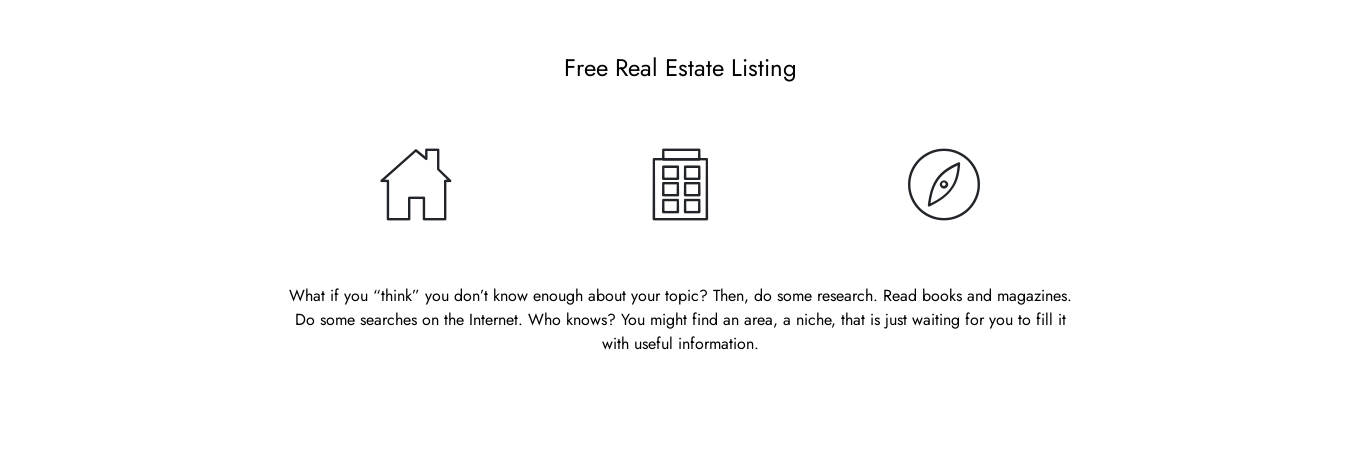 Free Real Estate Listing
What if you “think” you don’t know enough about your topic? Then, do some research. Read books and magazines.
Do some searches on the Internet. Who knows? You might find an area, a niche, that is just waiting for you to fill it
with useful information.